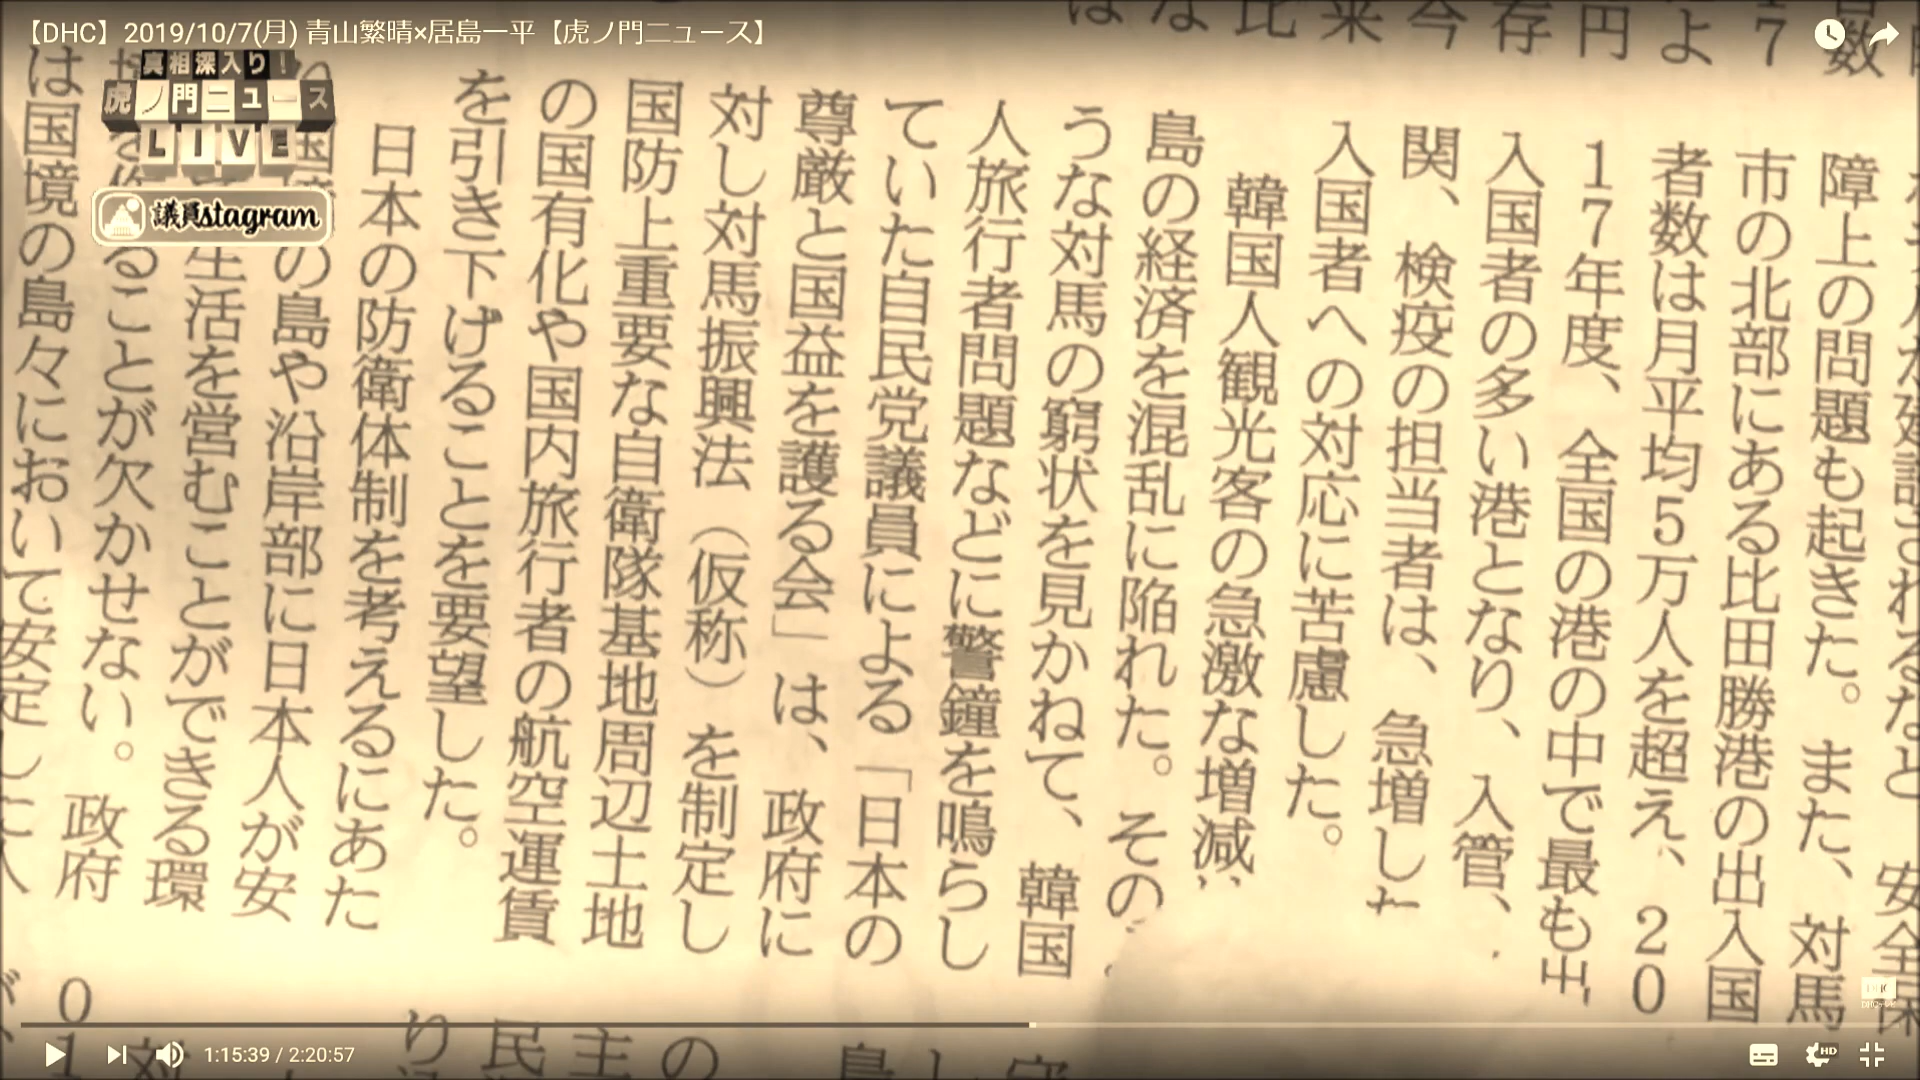 【DHC】2019/10/7(月) 青山繁晴×居島一平【虎ノ門ニュース】
真相深入り!
虎ノ門ニュース
LIVE
議員stagram
障上の問題も起きた。また、対馬
市の北部にある比田勝港の出入国
者数は月平均5万人を超え、20
17年度、全国の港の中で最も
入国者の多い港となり、入管、
関、検疫の担当者は、急増した
入国者への対応に苦慮した。
韓国人観光客の急激な増減、
島の経済を混乱に陥れた。その
うな対馬の窮状を見かねて、韓国
人旅行者問題などに警鐘を鳴らし
ていた自民党議員による「日本の
尊厳と国益を護る会」は、政府に
対し対馬振興法(仮称)を制定し
国防上重要な自衛隊基地周辺土地
の国有化や国内旅行者の航空運賃
を引き下げることを要望した。
日本の防衛体制を考えるにあた
の島や沿岸部に日本人が安
生活を営むことができる環
ることが欠かせない。政府
は国境の島々において安定した
1:15:39 / 2:20:57
HD
DHC